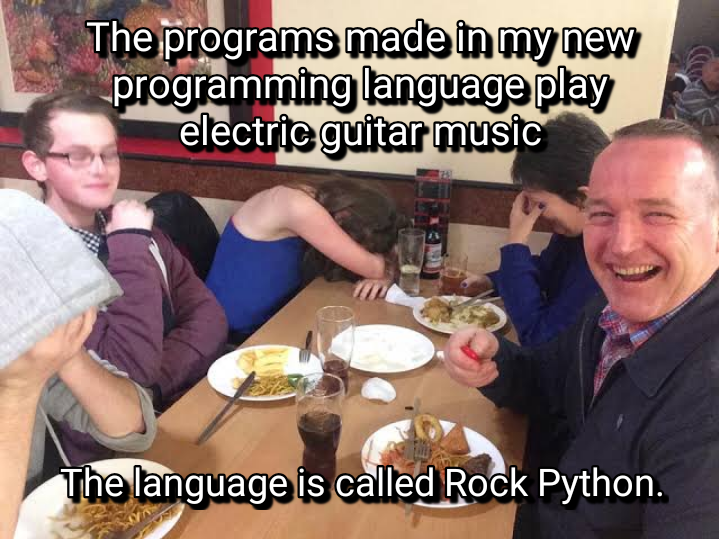 The programs made in my new
programming language play
electric guitar music
The language is called Rock Python.